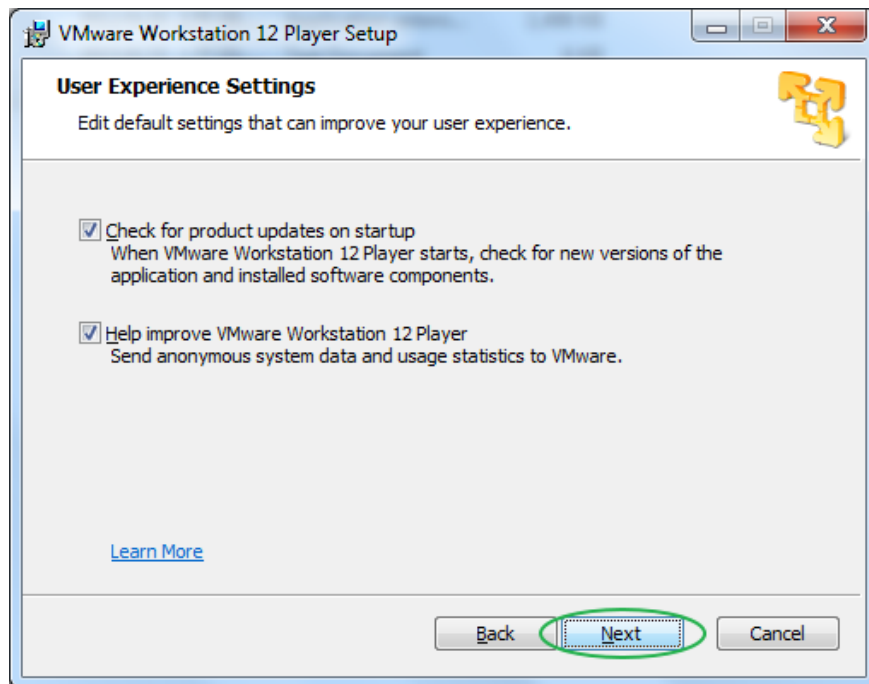 VMware Workstation 12 Player Setup
User Experience Settings
Edit default settings that can improve your user experience.
Check for product updates on startup
When VMware Workstation 12 Player starts, check for new versions of the
application and installed software components.
Help improve VMware Workstation 12 Player
Send anonymous system data and usage statistics to VMware.
Learn More
Back Next Cancel